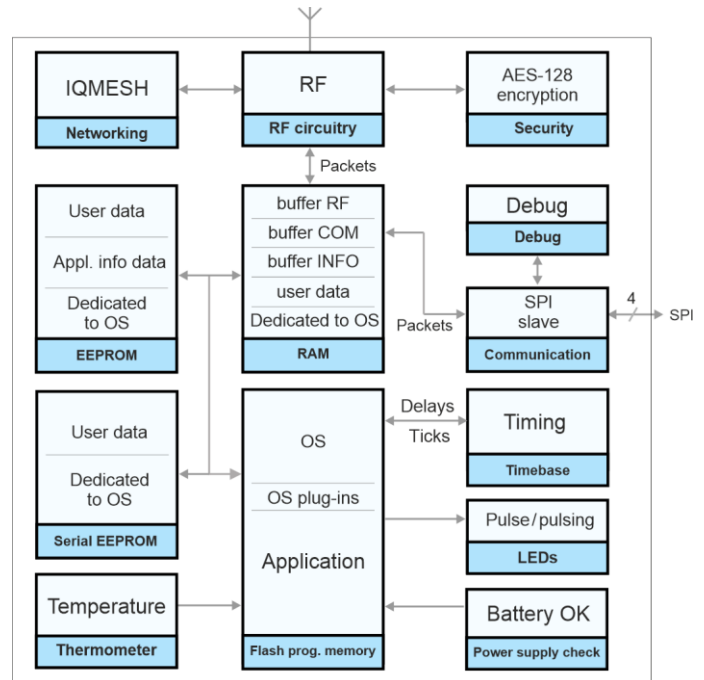 IQMESH
Networking
RF
RF circuitry
AES-128
encryption
Security
Packets
User data
Appl. info data
Dedicated
to OS
EEPROM
buffer RF
buffer COM
buffer INFO
user data
Dedicated to OS
RAM
Packets
Debug
Debug
SPI
slave
Communication
4
SPI
User data
Dedicated
to OS
Serial EEPROM
OS
OS plug-ins
Application
Flash prog. memory
Delays
Ticks
Timing
Timebase
Pulse/pulsing
LEDs
Temperature
Thermometer
Battery OK
Power supply check